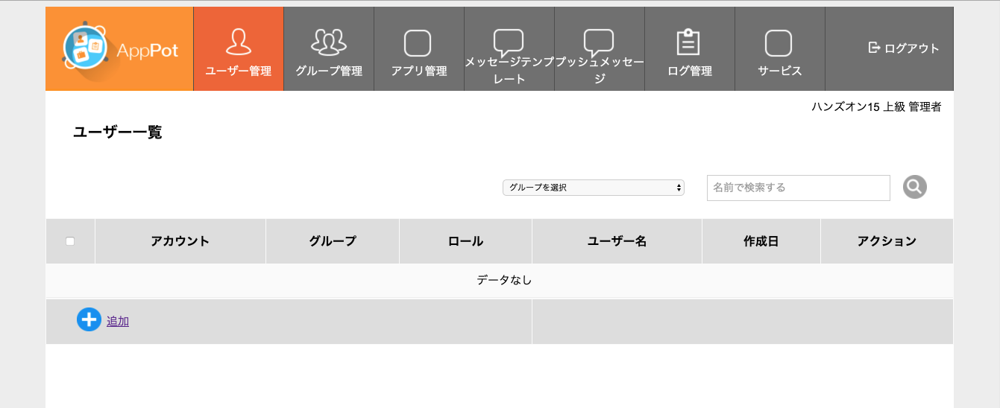 AppPot
ユーザー管理
グループ管理
アプリ管理
メッセージテンプ
レート
プッシュメッセー
ジ
ログ管理
サービス
ログアウト
ハンズオン15 上級 管理者
ユーザー一覧
グループを選択
名前で検索する
アカウント
グループ
ロール
ユーザー名
作成日
アクション
データなし
追加